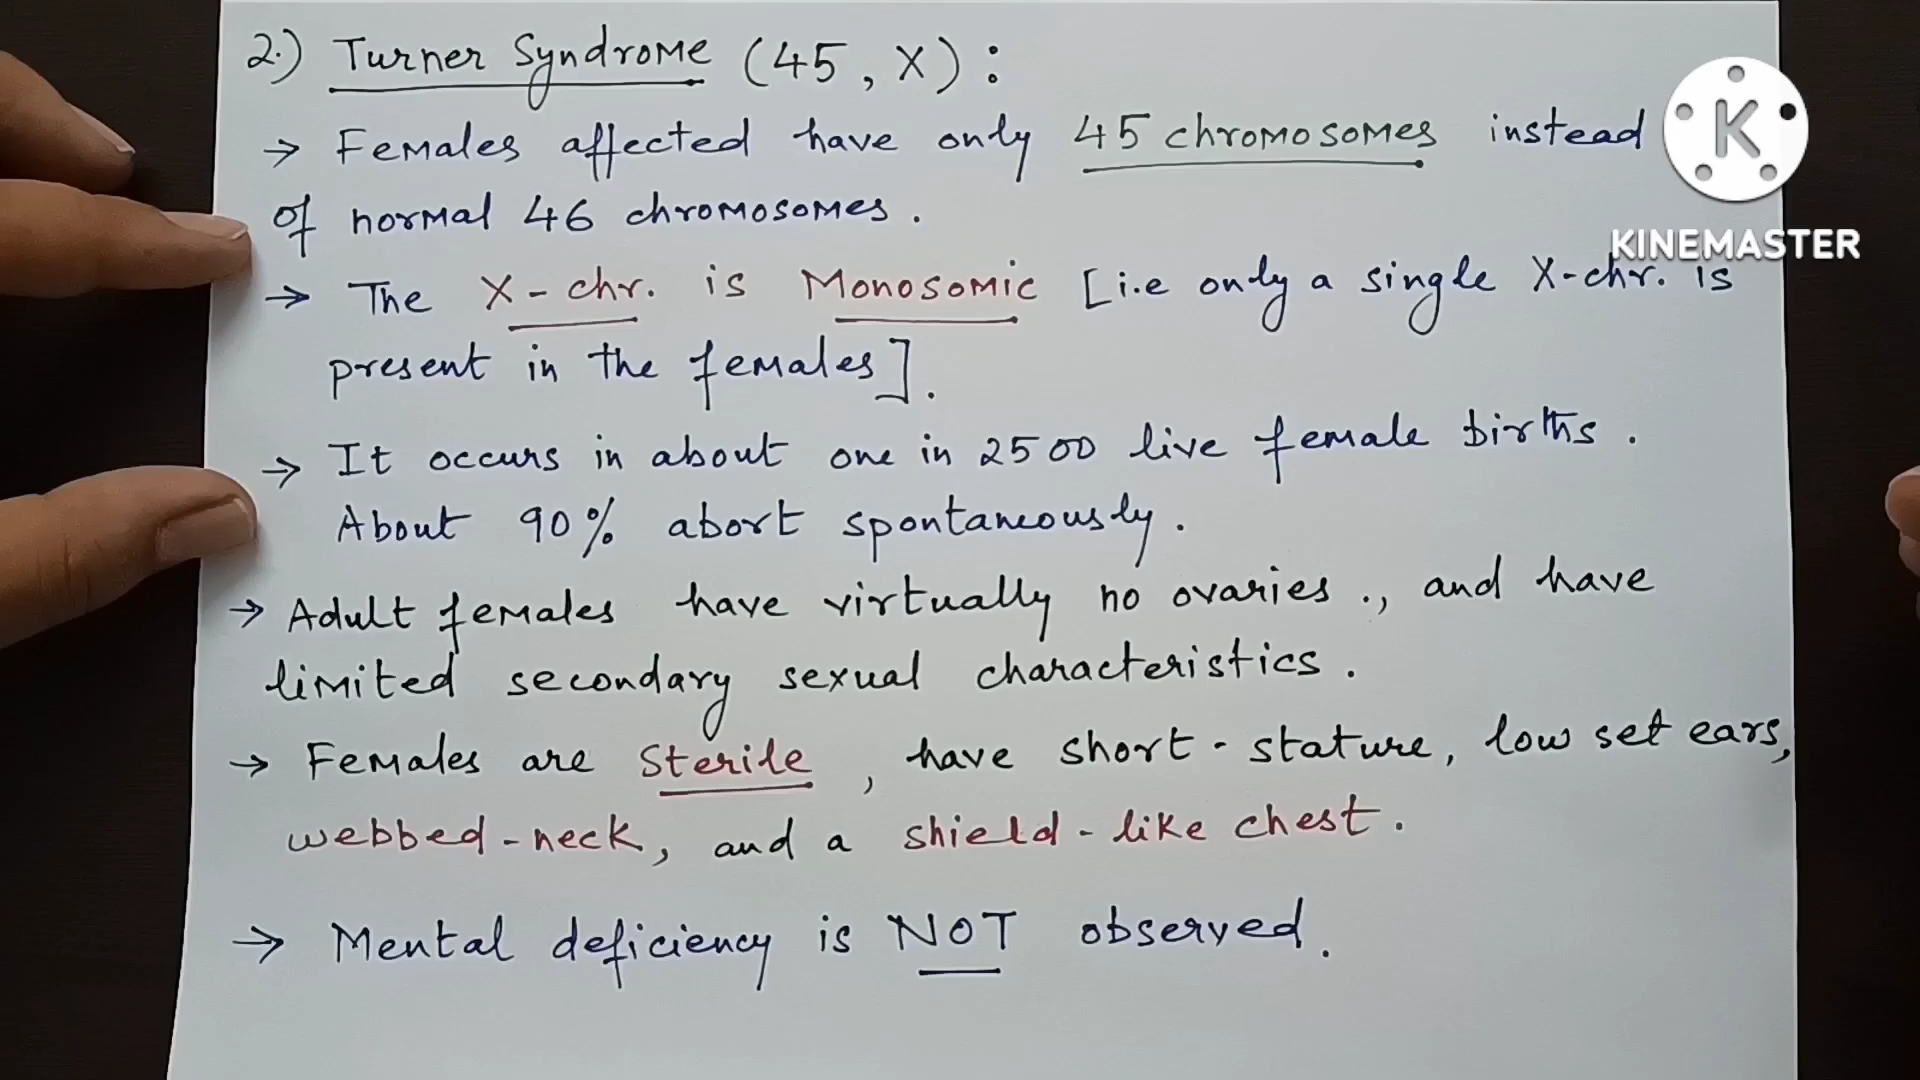 2.) Turner Syndrome (45, X) :
→ Females affected have only 45 chromosomes instead
of normal 46 chromosomes.
→ The X-chr. is Monosomic [i.e only a single X-chr. is
present in the females].
→ It occurs in about one in 2500 live female births.
About 90% abort spontaneously.
→ Adult females have virtually no ovaries., and have
limited secondary sexual characteristics.
→ Females are Sterile, have short-stature, low set ears,
webbed-neck, and a shield-like chest.
→ Mental deficiency is NOT observed.
K
KINEMASTER